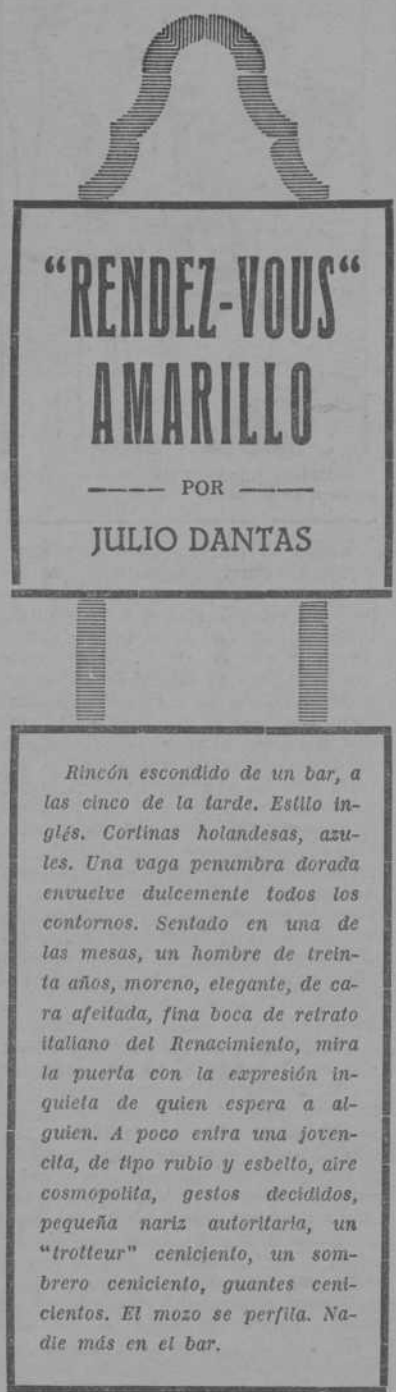 “RENDEZ-VOUS“
AMARILLO
POR
JULIO DANTAS
Rincón escondido de un bar, a
las cinco de la tarde. Estilo in-
glés. Cortinas holandesas, azu-
les. Una vaga penumbra dorada
envuelve dulcemente todos los
contornos. Sentado en una de
las mesas, un hombre de trein-
ta años, moreno, elegante, de ca-
ra afeitada, fina boca de retrato
italiano del Renacimiento, mira
la puerta con la expresión in-
quieta de quien espera a al-
guien. A poco entra una joven-
cita, de tipo rubio y esbelto, aire
cosmopolita, gestos decididos,
pequeña nariz autoritaria, un
“trotteur” ceniciento, un som-
brero ceniciento, guantes ceni-
cientos. El mozo se perfila. Na-
die más en el bar.